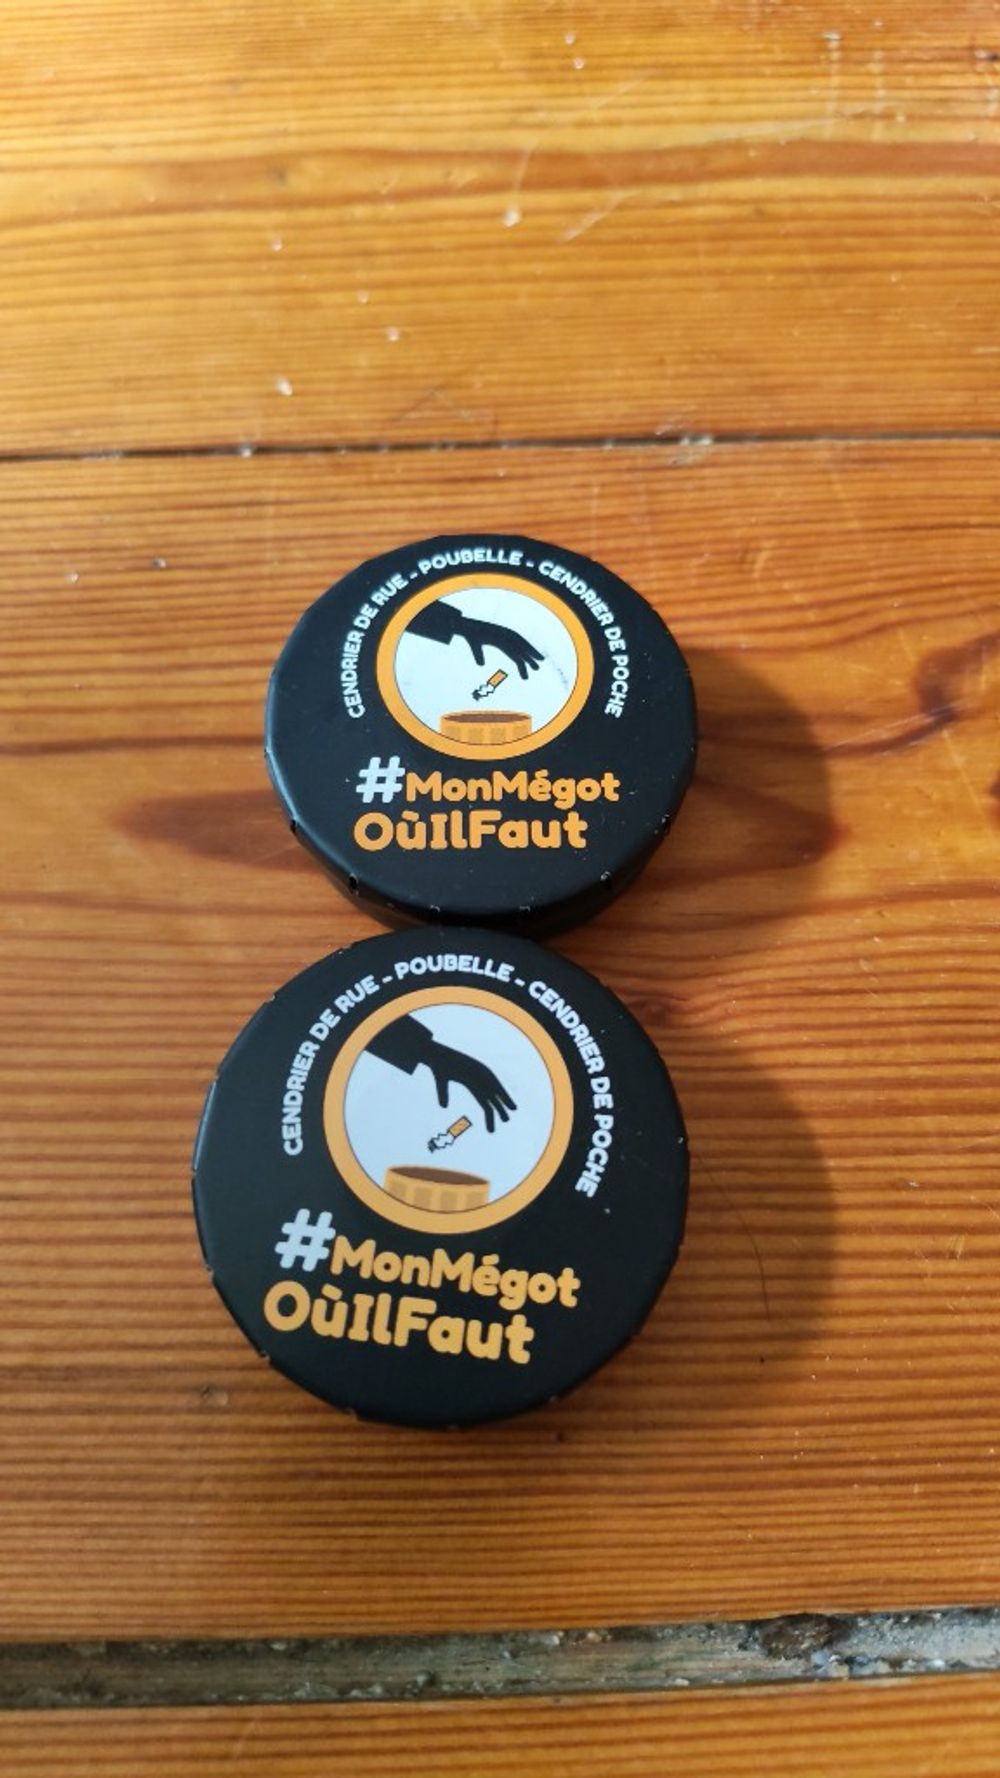 CENDRIER DE RUE - POUBELLE - CENDRIER DE POCHE
#MonMégot
OùIlFaut
CENDRIER DE RUE - POUBELLE - CENDRIER DE POCHE
#MonMégot
OùIlFaut